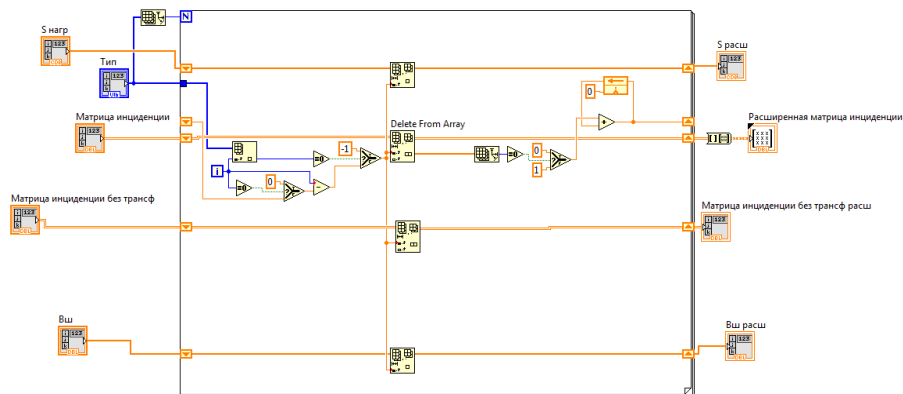 S нагр
Тип
N
S расш
0
Матрица инциденции
Delete From Array
Расширенная матрица инциденции
-1
0
i
0
1
Матрица инциденции без трансф
Матрица инциденции без трансф расш
Вш
Вш расш